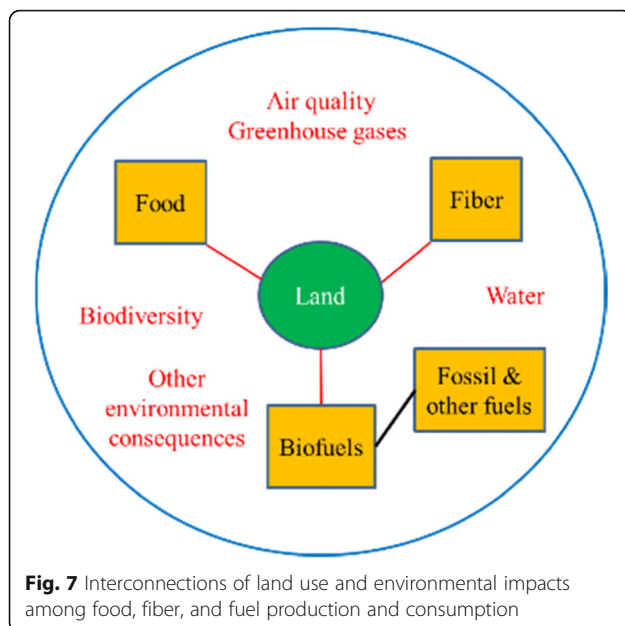 Air quality
Greenhouse gases
Food
Fiber
Land
Water
Biodiversity
Other
environmental
consequences
Fossil &
other fuels
Biofuels
Fig. 7 Interconnections of land use and environmental impacts
among food, fiber, and fuel production and consumption